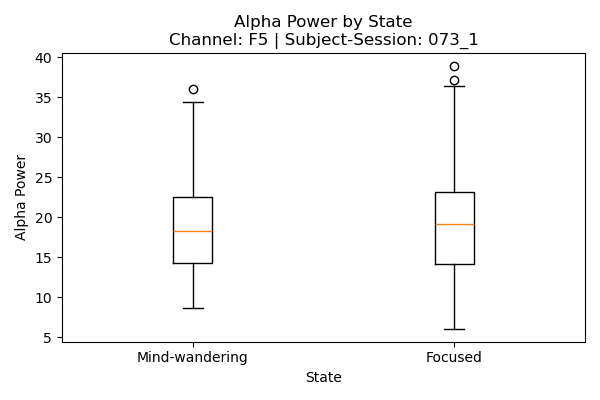 Alpha Power by State
Channel: F5 | Subject-Session: 073_1
40
35
30
25
20
15
10
5
Alpha Power
Mind-wandering
Focused
State